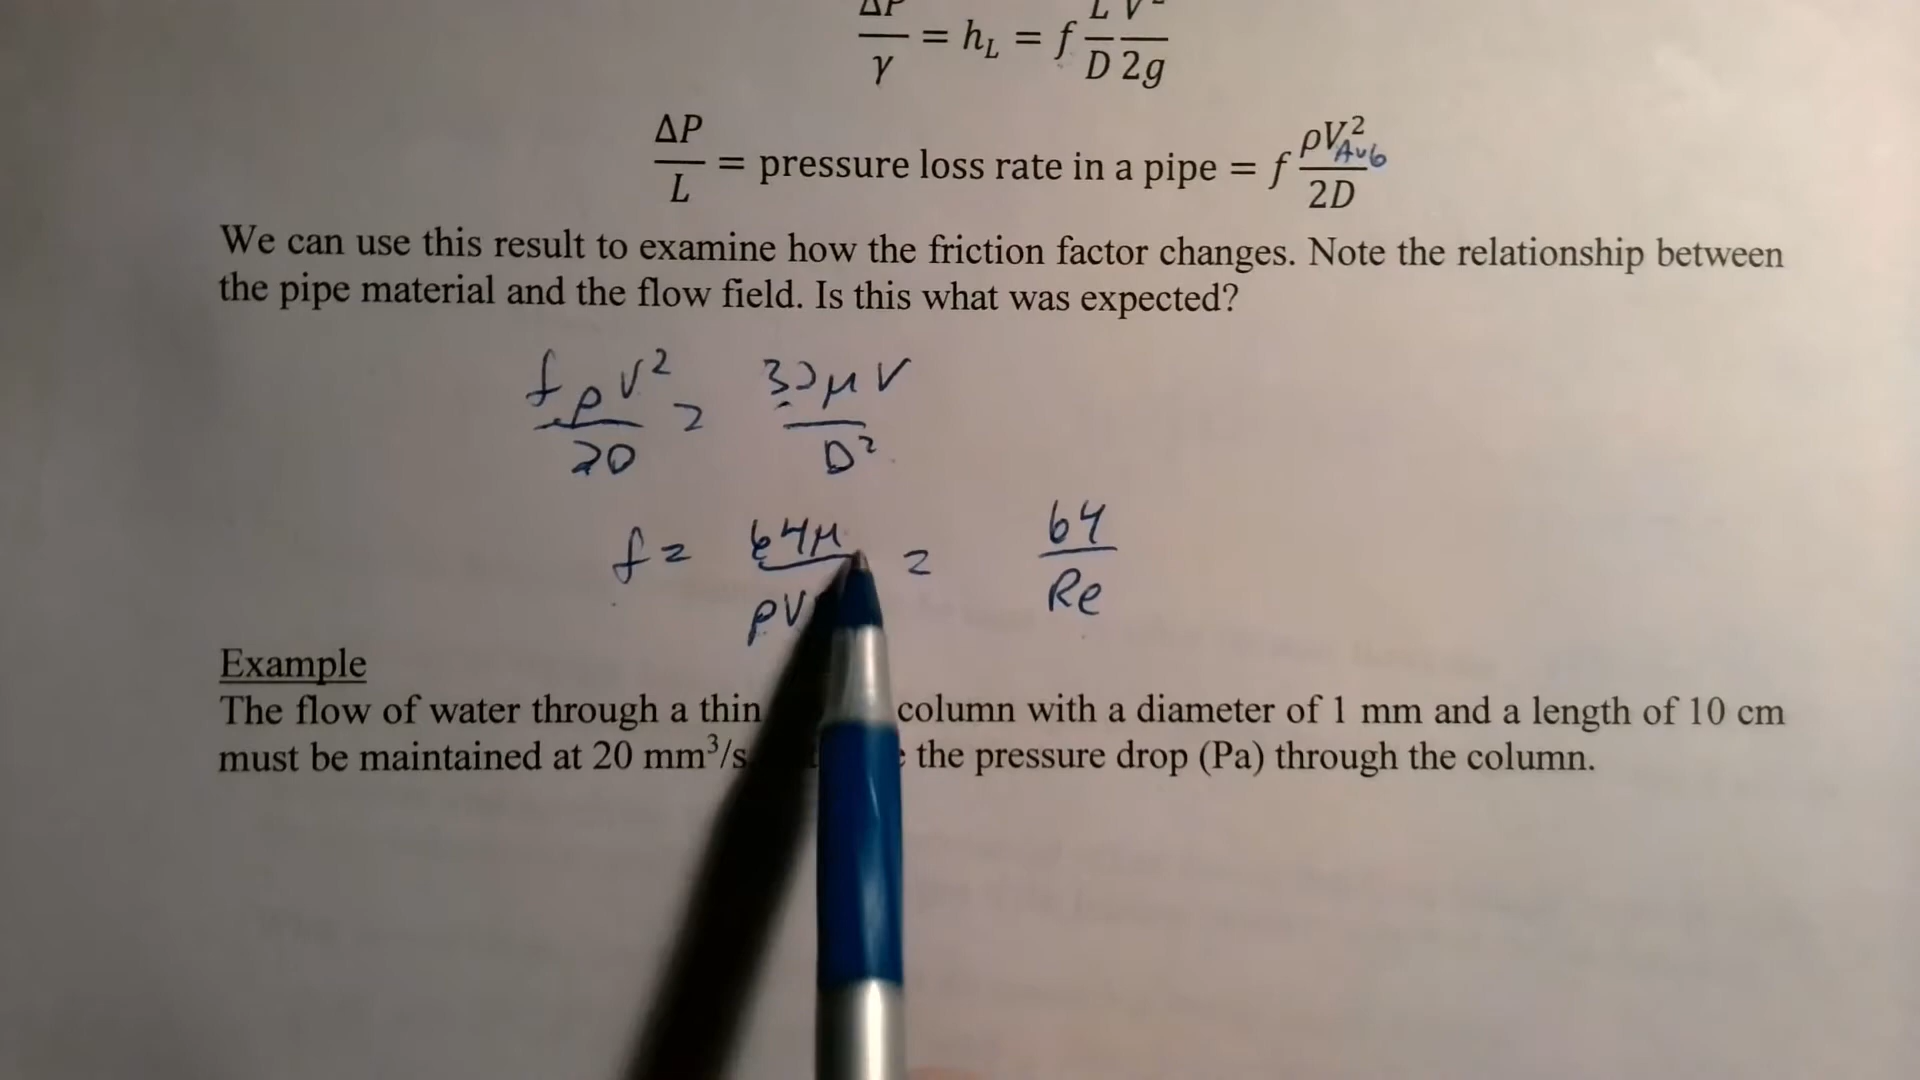 ΔP/γ = h_L = f L/D V²/2g
ΔP/L = pressure loss rate in a pipe = f ρV²_AVG/2D
We can use this result to examine how the friction factor changes. Note the relationship between
the pipe material and the flow field. Is this what was expected?
fρV²/2D = 32μV/D²
f = 64μ/ρV = 64/Re
Example
The flow of water through a thin column with a diameter of 1 mm and a length of 10 cm
must be maintained at 20 mm³/s the pressure drop (Pa) through the column.